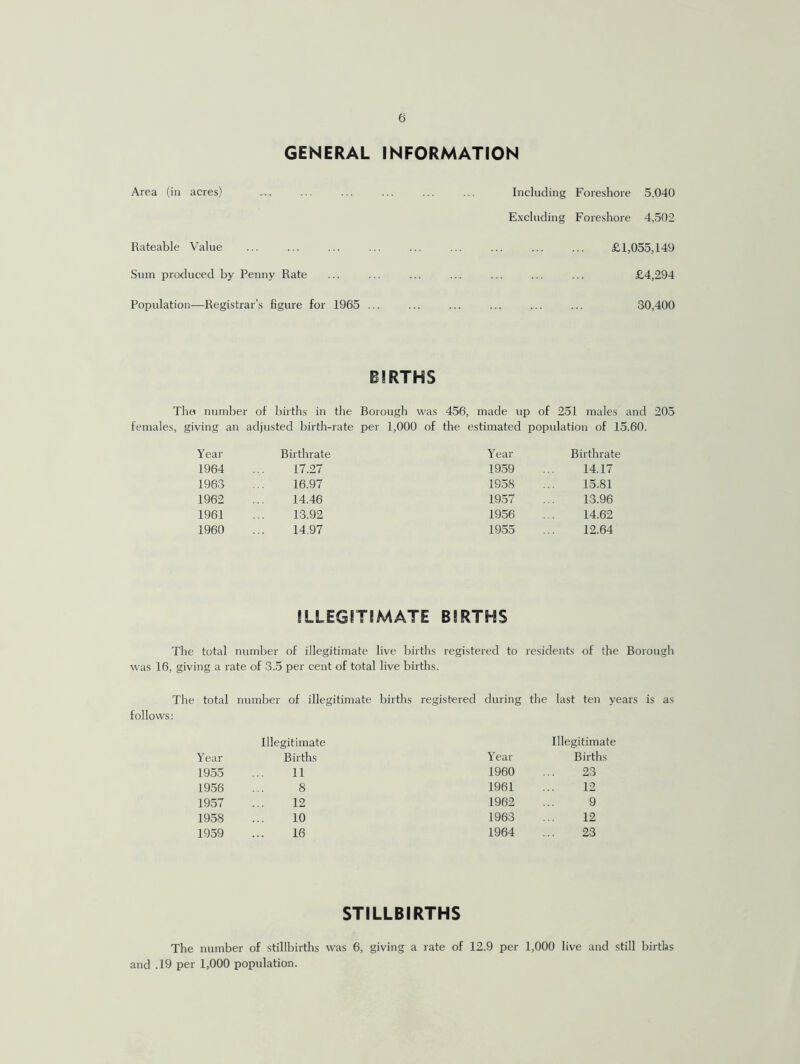 6
GENERAL INFORMATION
Area (in acres) ... ... ... ... ... ... Including Foreshore 5,040
Excluding Foreshore 4,502
Rateable Value ... ... ... ... ... ... ... ... ... £1,055,149
Sum produced by Penny Rate ... ... ... ... ... ... ... £4,294
Population—Registrar's figure for 1965 ... ... ... ... ... ... 30,400
BIRTHS
The number of births in the Borough was 456, made up of 251 males and 205
females, giving an adjusted birth-rate per 1,000 of the estimated population of 15.60.
Year Birthrate Year Birthrate
1964 ... 17.27 1959 ... 14.17
1963 ... 16.97 1958 ... 15.81
1962 ... 14.46 1957 ... 13.96
1961 ... 13.92 1956 ... 14.62
1960 ... 14.97 1955 ... 12.64
ILLEGITIMATE BIRTHS
The total number of illegitimate live births registered to residents of the Borough
was 16, giving a rate of 3.5 per cent of total live births.
The total number of illegitimate births registered during the last ten years is as
follows:
Illegitimate Illegitimate
Year Births Year Births
1955 ... 11 1960 ... 23
1956 ... 8 1961 ... 12
1957 ... 12 1962 ... 9
1958 ... 10 1963 ... 12
1959 ... 16 1964 ... 23
STILLBIRTHS
The number of stillbirths was 6, giving a rate of 12.9 per 1,000 live and still births
and .19 per 1,000 population.